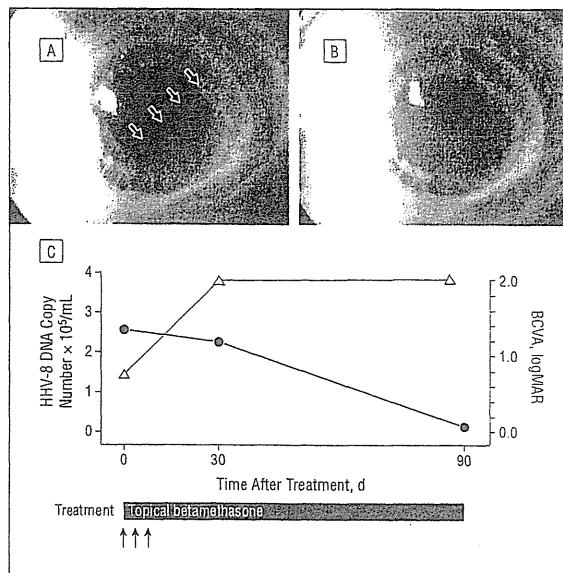 A
B
C
HHV-8 DNA Copy
Number × 10⁵/mL
4
3
2
1
0
2.0
1.0
0.0
BCVA, logMAR
0
30
90
Time After Treatment, d
Treatment
Topical betamethasone